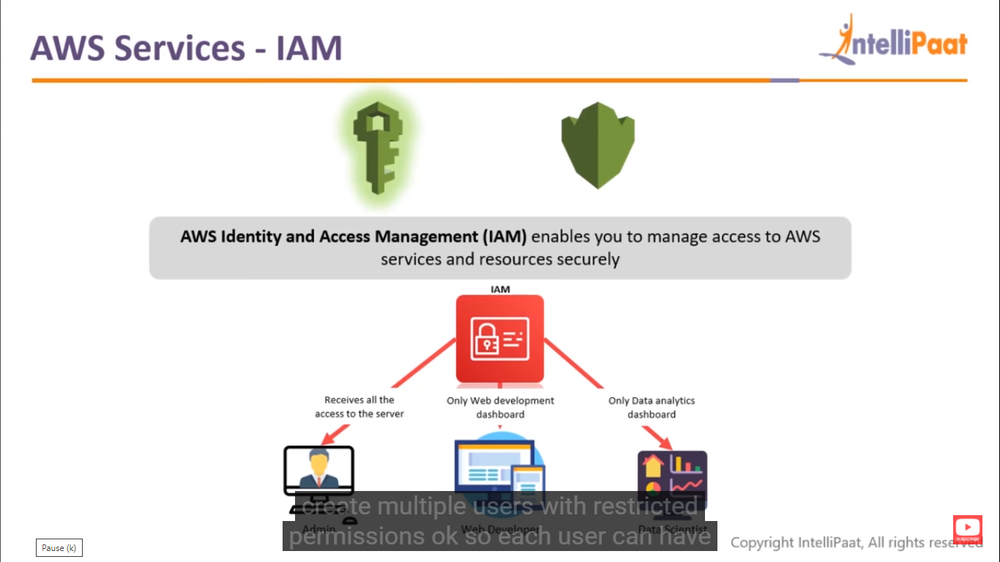 AWS Services - IAM
IntelliPaat
AWS Identity and Access Management (IAM) enables you to manage access to AWS
services and resources securely
IAM
Receives all the
access to the server
Only Web development
dashboard
Only Data analytics
dashboard
create multiple users with restricted
Admin
Web Developer
Data Scientist
permissions ok so each user can have
Pause (k)
Copyright IntelliPaat, All rights reserved
SUBSCRIBE